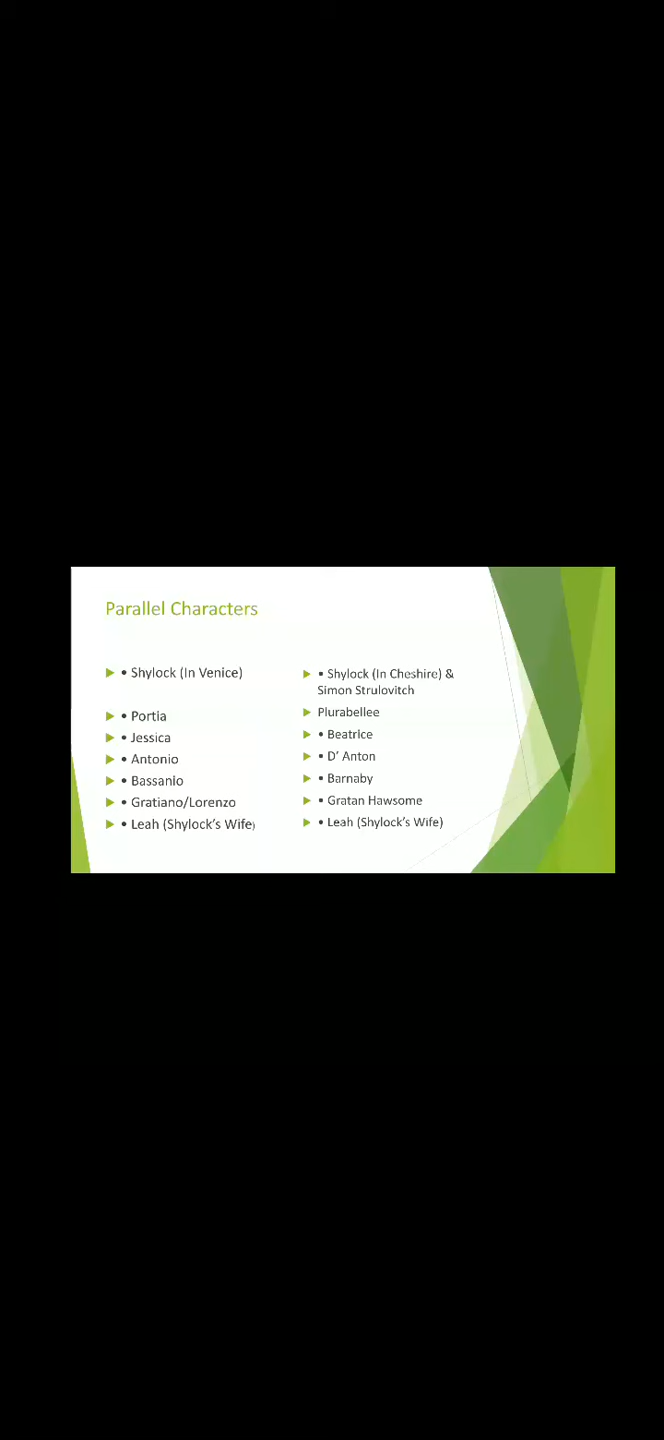 Parallel Characters
• Shylock (In Venice)
• Portia
• Jessica
• Antonio
• Bassanio
• Gratiano/Lorenzo
• Leah (Shylock's Wife)
• Shylock (In Cheshire) &
Simon Strulovitch
Plurabellee
• Beatrice
• D' Anton
• Barnaby
• Gratan Hawsome
• Leah (Shylock's Wife)